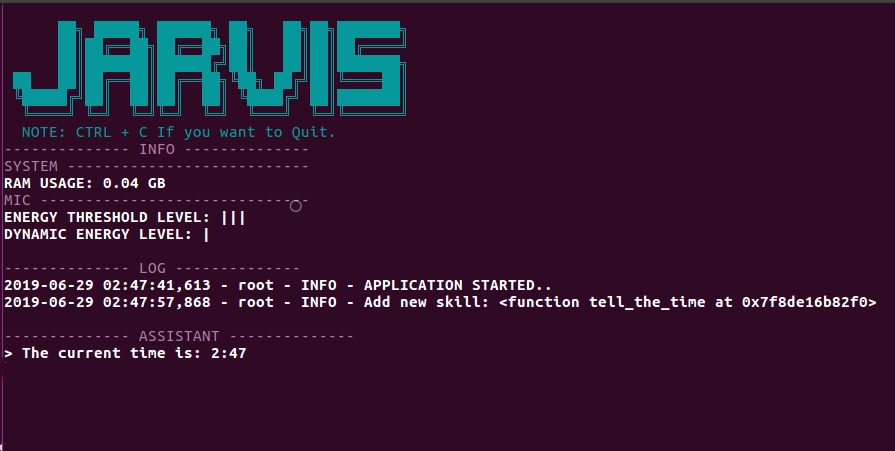 JARVIS
NOTE: CTRL + C If you want to Quit.
-------------- INFO --------------
SYSTEM ---------------------------
RAM USAGE: 0.04 GB
MIC ------------------------------
ENERGY THRESHOLD LEVEL: |||
DYNAMIC ENERGY LEVEL: |
-------------- LOG --------------
2019-06-29 02:47:41,613 - root - INFO - APPLICATION STARTED..
2019-06-29 02:47:57,868 - root - INFO - Add new skill: <function tell_the_time at 0x7f8de16b82f0>
-------------- ASSISTANT --------------
> The current time is: 2:47